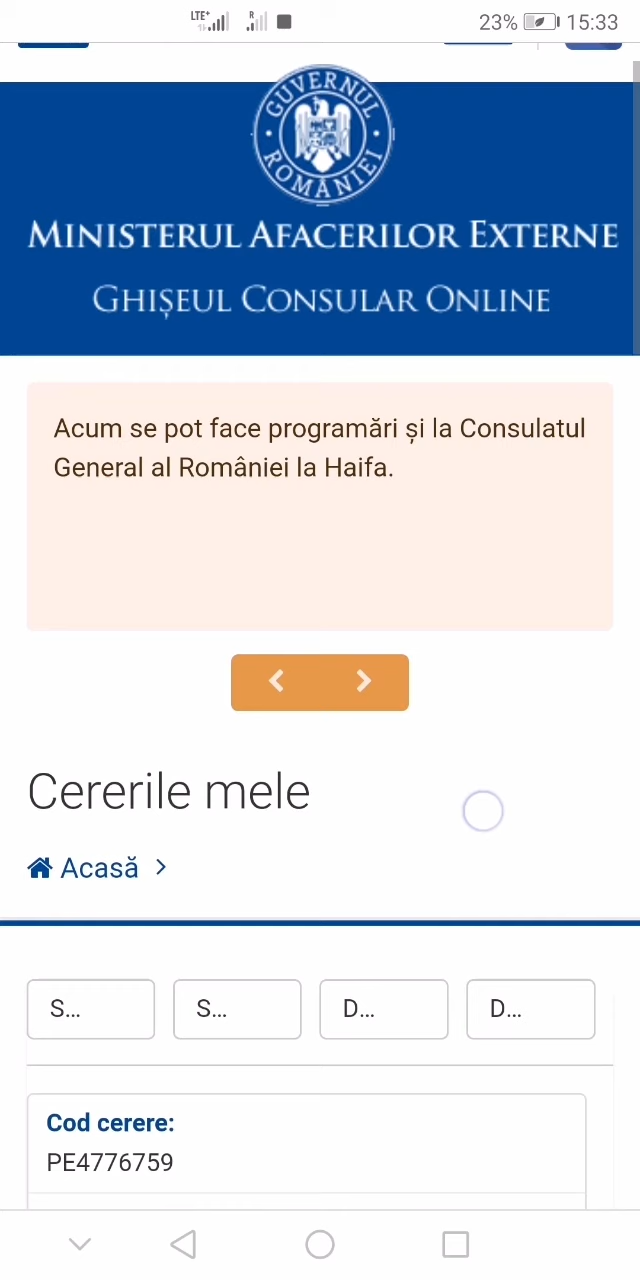 LTE+ R 23% 15:33
GUVERNUL ROMÂNIEI
MINISTERUL AFACERILOR EXTERNE
GHIȘEUL CONSULAR ONLINE
Acum se pot face programări și la Consulatul
General al României la Haifa.
Cererile mele
Acasă
S... S... D... D...
Cod cerere:
PE4776759